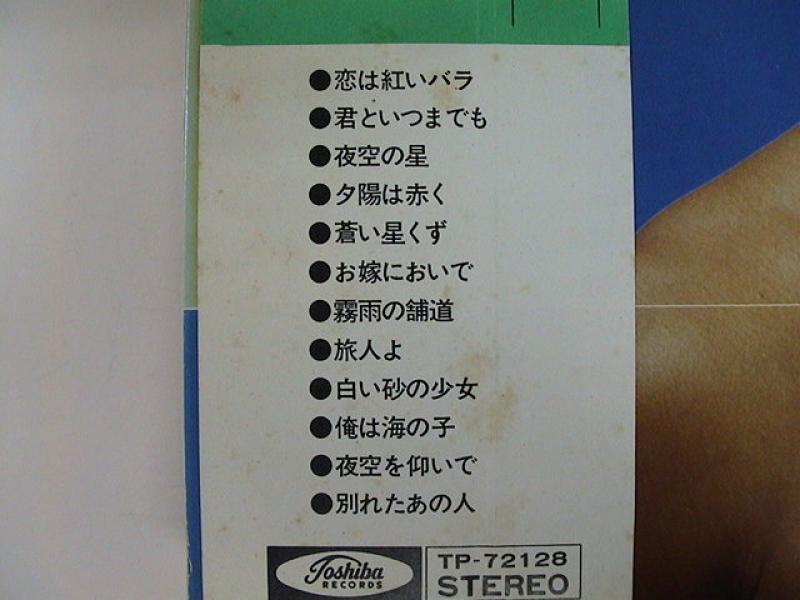 ●恋は紅いバラ
●君といつまでも
●夜空の星
●夕陽は赤く
●蒼い星くず
●お嫁においで
●霧雨の舗道
●旅人よ
●白い砂の少女
●俺は海の子
●夜空を仰いで
●別れたあの人
Toshiba
RECORDS
TP-72128
STEREO